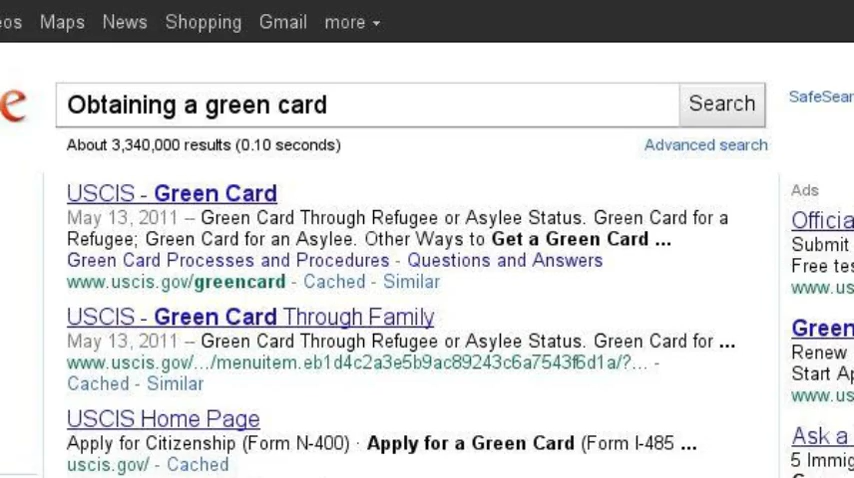 eos Maps News Shopping Gmail more
e
Obtaining a green card Search
SafeSear
About 3,340,000 results (0.10 seconds) Advanced search
USCIS - Green Card
May 13, 2011 – Green Card Through Refugee or Asylee Status. Green Card for a
Refugee; Green Card for an Asylee. Other Ways to Get a Green Card ...
Green Card Processes and Procedures - Questions and Answers
www.uscis.gov/greencard - Cached - Similar
USCIS - Green Card Through Family
May 13, 2011 – Green Card Through Refugee or Asylee Status. Green Card for ...
www.uscis.gov/.../menuitem.eb1d4c2a3e5b9ac89243c6a7543f6d1a/?... -
Cached - Similar
USCIS Home Page
Apply for Citizenship (Form N-400) · Apply for a Green Card (Form I-485 ...
uscis.gov/ - Cached
Ads
Officia
Submit
Free tes
www.us
Green
Renew
Start Ap
www.us
Ask a
5 Immig